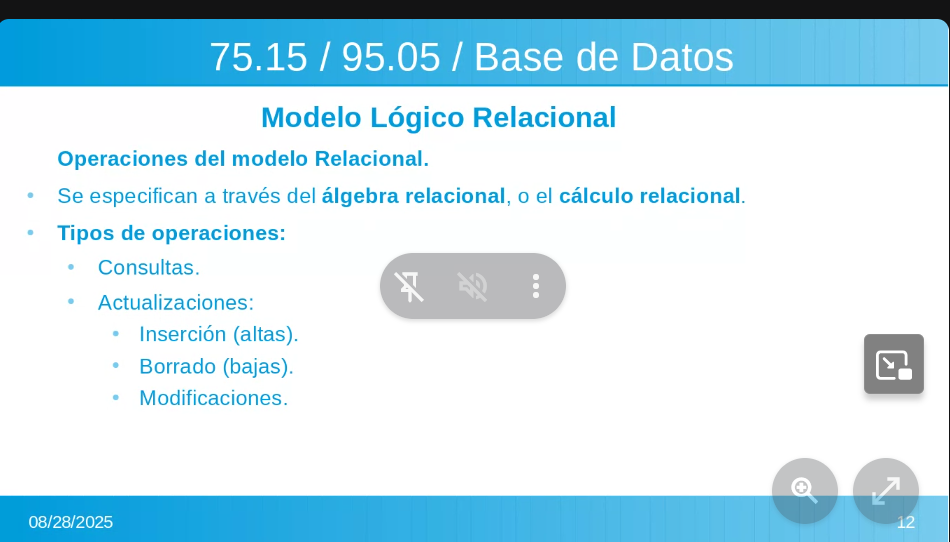 75.15 / 95.05 / Base de Datos
Modelo Lógico Relacional
Operaciones del modelo Relacional.
• Se especifican a través del álgebra relacional, o el cálculo relacional.
• Tipos de operaciones:
• Consultas.
• Actualizaciones:
• Inserción (altas).
• Borrado (bajas).
• Modificaciones.
08/28/2025
12